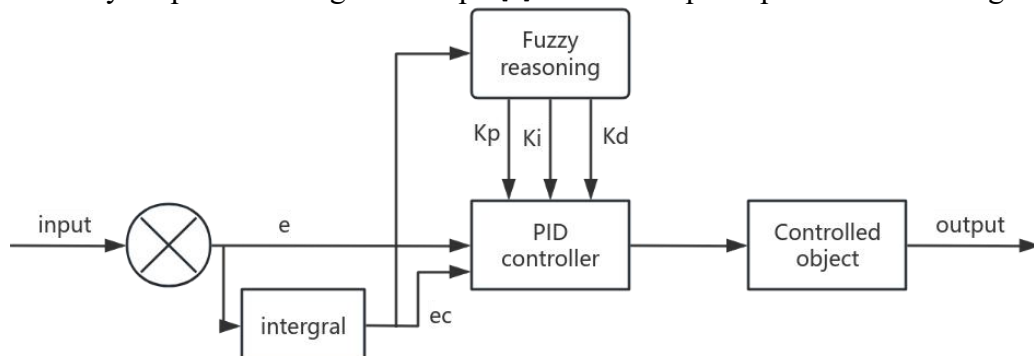 Fuzzy
reasoning
Kp Ki Kd
input
e
PID
controller
Controlled
object
output
intergral
ec